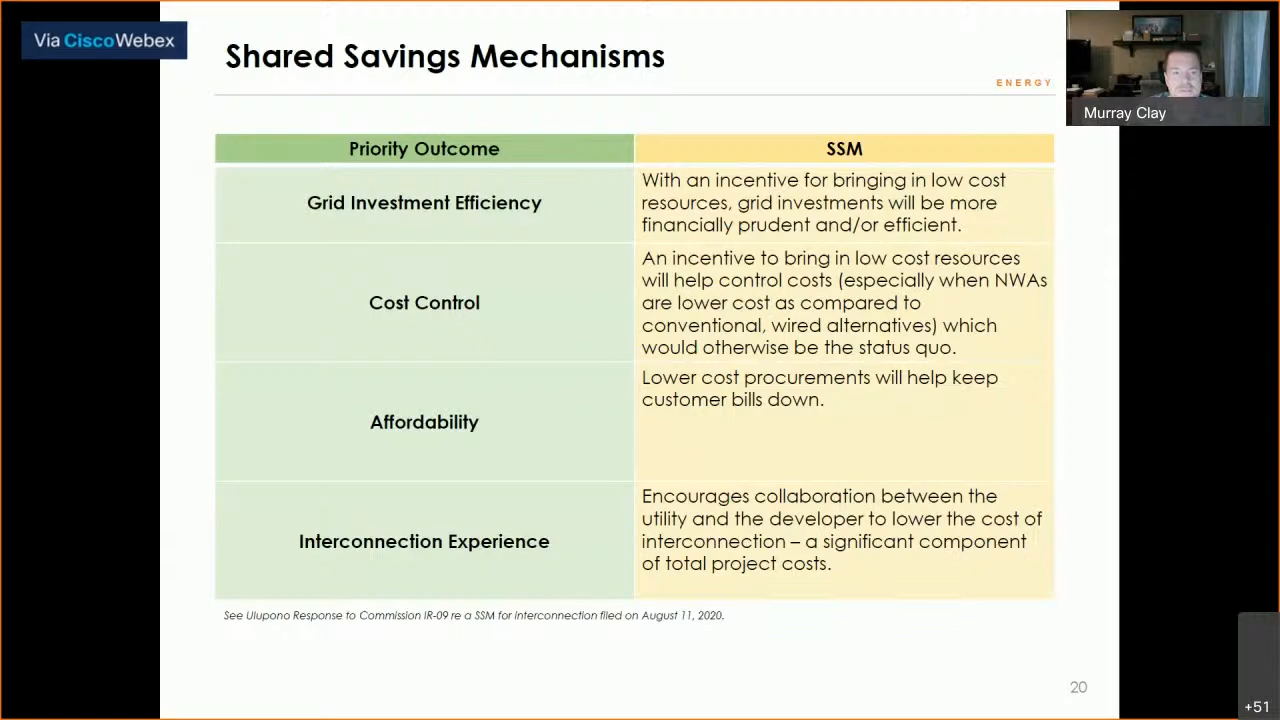 Via Cisco Webex
Shared Savings Mechanisms
ENERGY
Murray Clay
Priority Outcome
SSM
Grid Investment Efficiency
With an incentive for bringing in low cost
resources, grid investments will be more
financially prudent and/or efficient.
Cost Control
An incentive to bring in low cost resources
will help control costs (especially when NWAs
are lower cost as compared to
conventional, wired alternatives) which
would otherwise be the status quo.
Affordability
Lower cost procurements will help keep
customer bills down.
Interconnection Experience
Encourages collaboration between the
utility and the developer to lower the cost of
interconnection – a significant component
of total project costs.
See Ulupono Response to Commission IR-09 re a SSM for interconnection filed on August 11, 2020.
20
+51